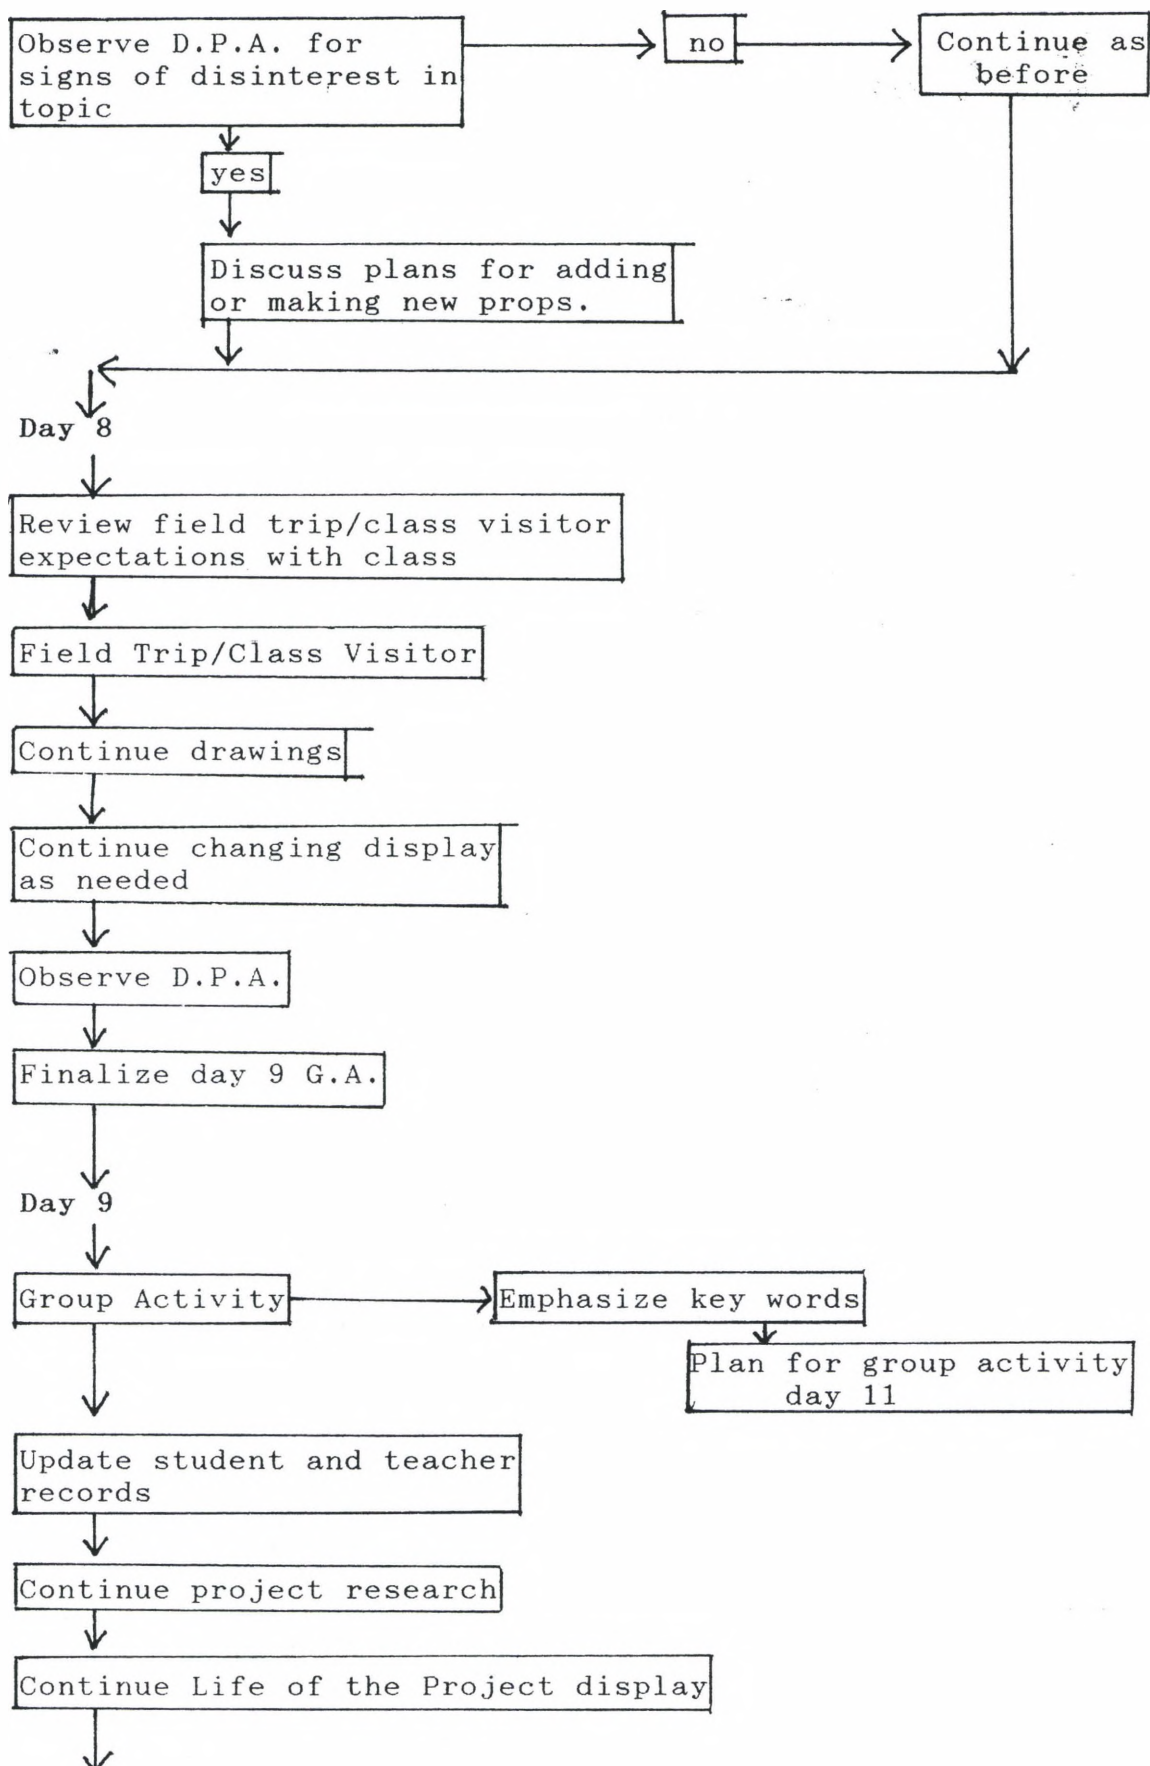 Observe D.P.A. for
signs of disinterest in
topic
no
Continue as
before
yes
Discuss plans for adding
or making new props.
Day 8
Review field trip/class visitor
expectations with class
Field Trip/Class Visitor
Continue drawings
Continue changing display
as needed
Observe D.P.A.
Finalize day 9 G.A.
Day 9
Group Activity
Emphasize key words
Plan for group activity
day 11
Update student and teacher
records
Continue project research
Continue Life of the Project display